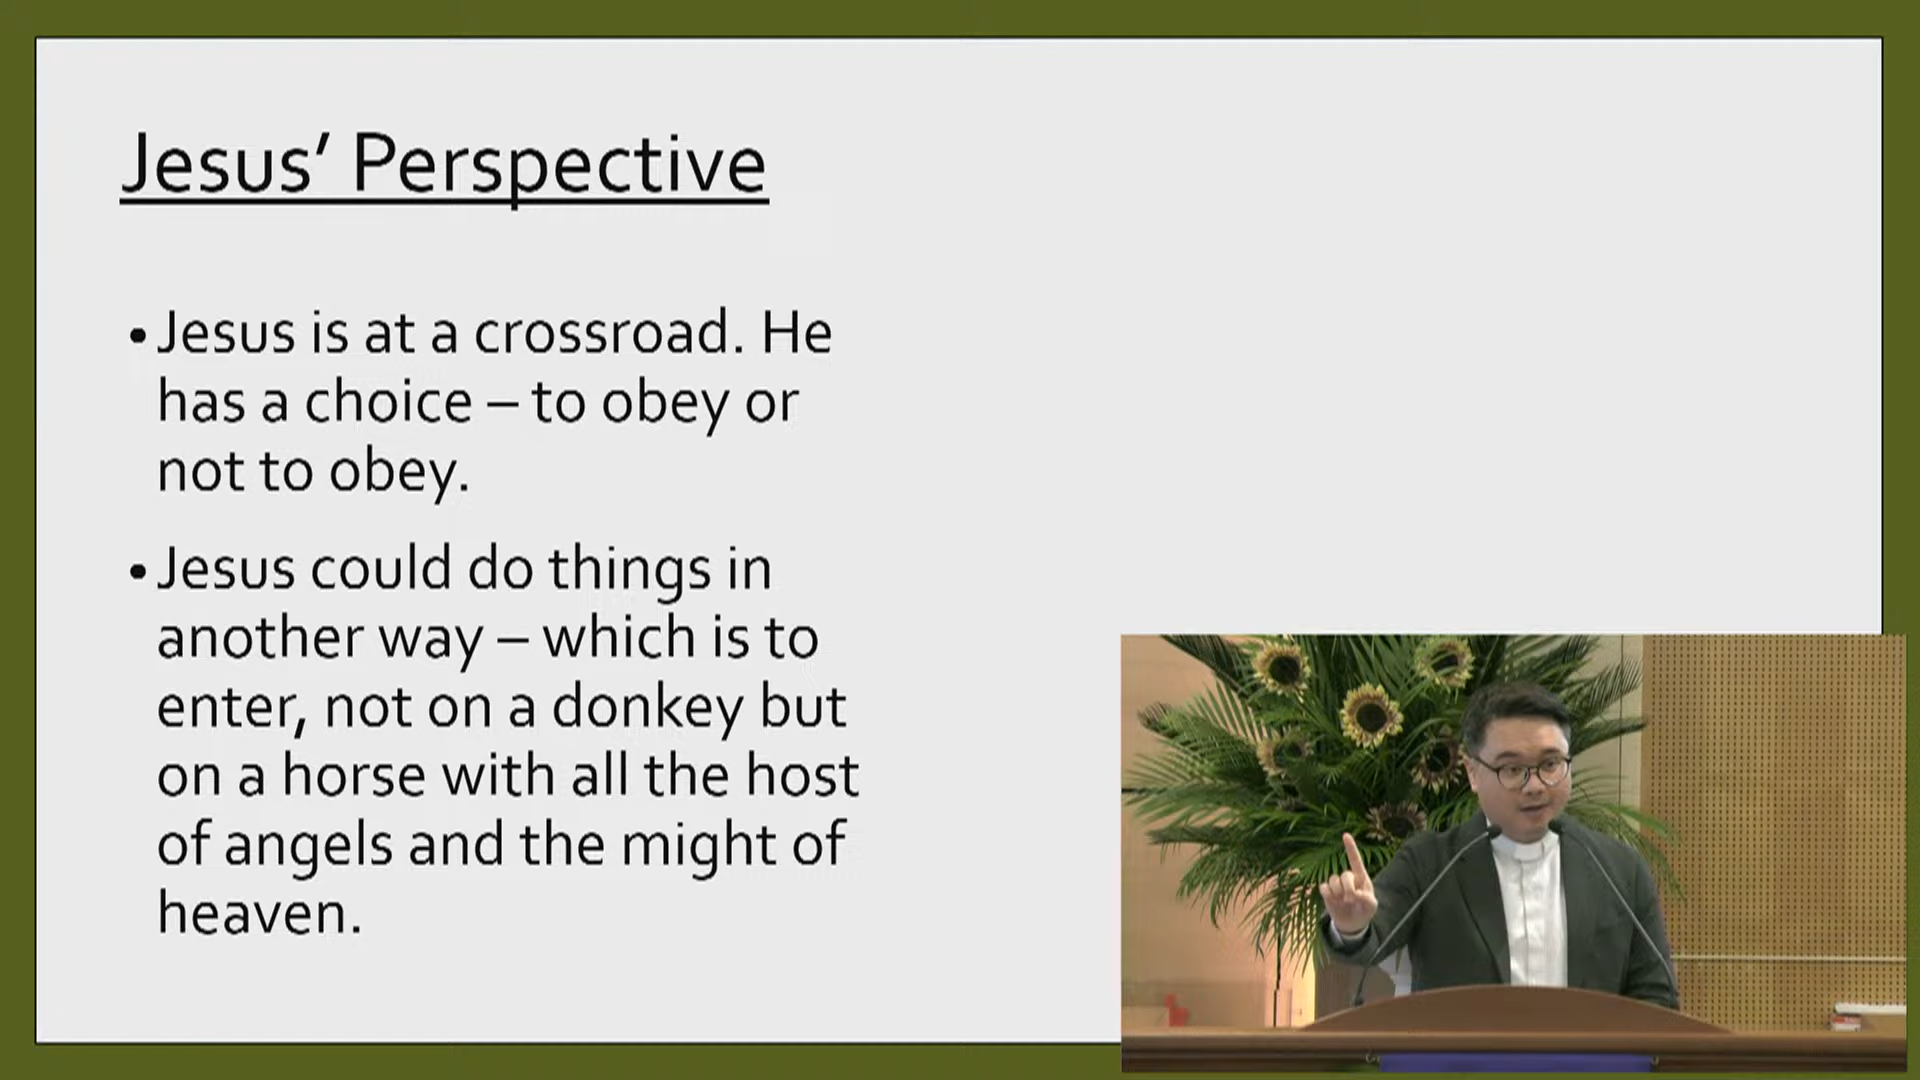 Jesus’ Perspective
• Jesus is at a crossroad. He
has a choice – to obey or
not to obey.
• Jesus could do things in
another way – which is to
enter, not on a donkey but
on a horse with all the host
of angels and the might of
heaven.